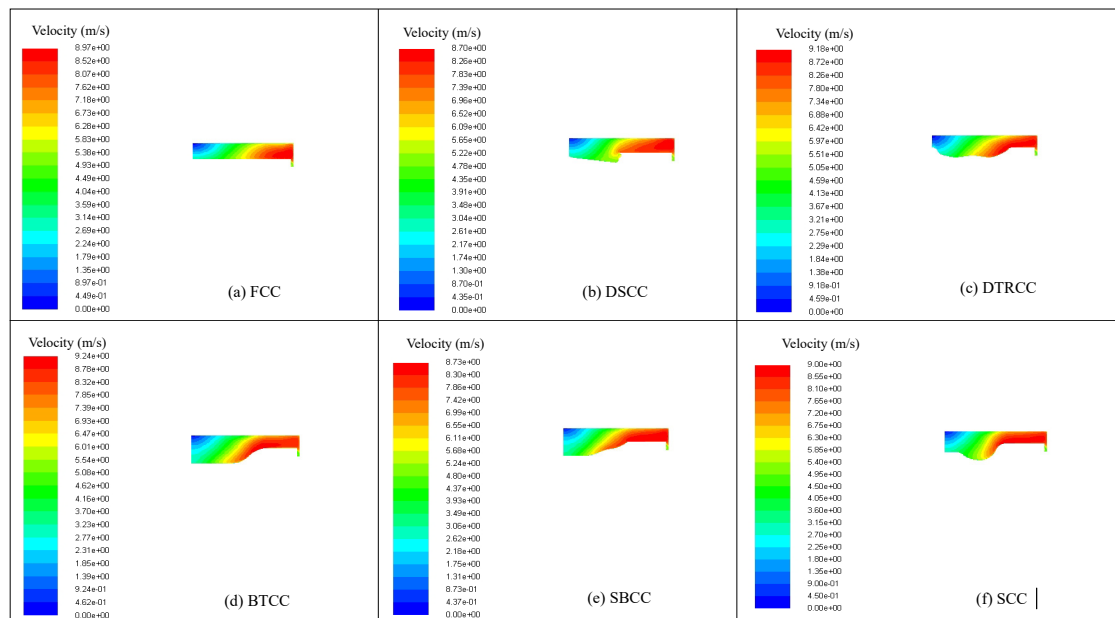 Velocity (m/s)
8.97e+00
8.52e+00
8.07e+00
7.62e+00
7.18e+00
6.73e+00
6.28e+00
5.83e+00
5.38e+00
4.93e+00
4.49e+00
4.04e+00
3.59e+00
3.14e+00
2.69e+00
2.24e+00
1.79e+00
1.35e+00
8.97e-01
4.49e-01
0.00e+00
(a) FCC
Velocity (m/s)
8.70e+00
8.26e+00
7.83e+00
7.39e+00
6.96e+00
6.52e+00
6.09e+00
5.65e+00
5.22e+00
4.78e+00
4.35e+00
3.91e+00
3.48e+00
3.04e+00
2.61e+00
2.17e+00
1.74e+00
1.30e+00
8.70e-01
4.35e-01
0.00e+00
(b) DSCC
Velocity (m/s)
9.18e+00
8.72e+00
8.26e+00
7.80e+00
7.34e+00
6.88e+00
6.42e+00
5.97e+00
5.51e+00
5.05e+00
4.59e+00
4.13e+00
3.67e+00
3.21e+00
2.75e+00
2.29e+00
1.84e+00
1.38e+00
9.18e-01
4.59e-01
0.00e+00
(c) DTRCC
Velocity (m/s)
9.24e+00
8.78e+00
8.32e+00
7.85e+00
7.39e+00
6.93e+00
6.47e+00
6.01e+00
5.54e+00
5.08e+00
4.62e+00
4.16e+00
3.70e+00
3.23e+00
2.77e+00
2.31e+00
1.85e+00
1.39e+00
9.24e-01
4.62e-01
0.00e+00
(d) BTCC
Velocity (m/s)
8.73e+00
8.30e+00
7.86e+00
7.42e+00
6.99e+00
6.55e+00
6.11e+00
5.68e+00
5.24e+00
4.80e+00
4.37e+00
3.93e+00
3.49e+00
3.06e+00
2.62e+00
2.18e+00
1.75e+00
1.31e+00
8.73e-01
4.37e-01
0.00e+00
(e) SBCC
Velocity (m/s)
9.00e+00
8.55e+00
8.10e+00
7.65e+00
7.20e+00
6.75e+00
6.30e+00
5.85e+00
5.40e+00
4.95e+00
4.50e+00
4.05e+00
3.60e+00
3.15e+00
2.70e+00
2.25e+00
1.80e+00
1.35e+00
9.00e-01
4.50e-01
0.00e+00
(f) SCC